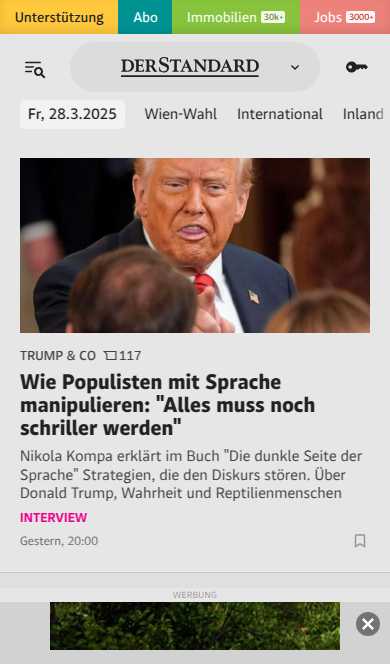 Unterstützung
Abo
Immobilien 30k+
Jobs 3000+
DERSTANDARD
Fr, 28.3.2025
Wien-Wahl
International
Inland
TRUMP & CO 117
Wie Populisten mit Sprache
manipulieren: "Alles muss noch
schriller werden"
Nikola Kompa erklärt im Buch "Die dunkle Seite der
Sprache" Strategien, die den Diskurs stören. Über
Donald Trump, Wahrheit und Reptilienmenschen
INTERVIEW
Gestern, 20:00
WERBUNG